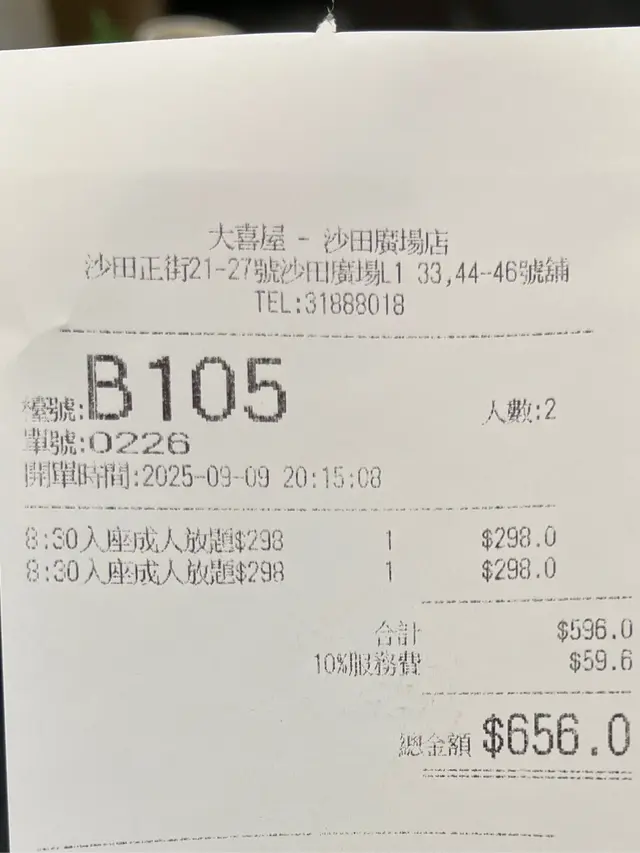 大喜屋 - 沙田廣場店
沙田正街21-27號沙田廣場L1 33,44-46號舖
TEL:31888018
檯號:B105 人數:2
單號:0226
開單時間:2025-09-09 20:15:08
8:30入座成人放題$298 1 $298.0
8:30入座成人放題$298 1 $298.0
合計 $596.0
10%服務費 $59.6
總金額 $656.0